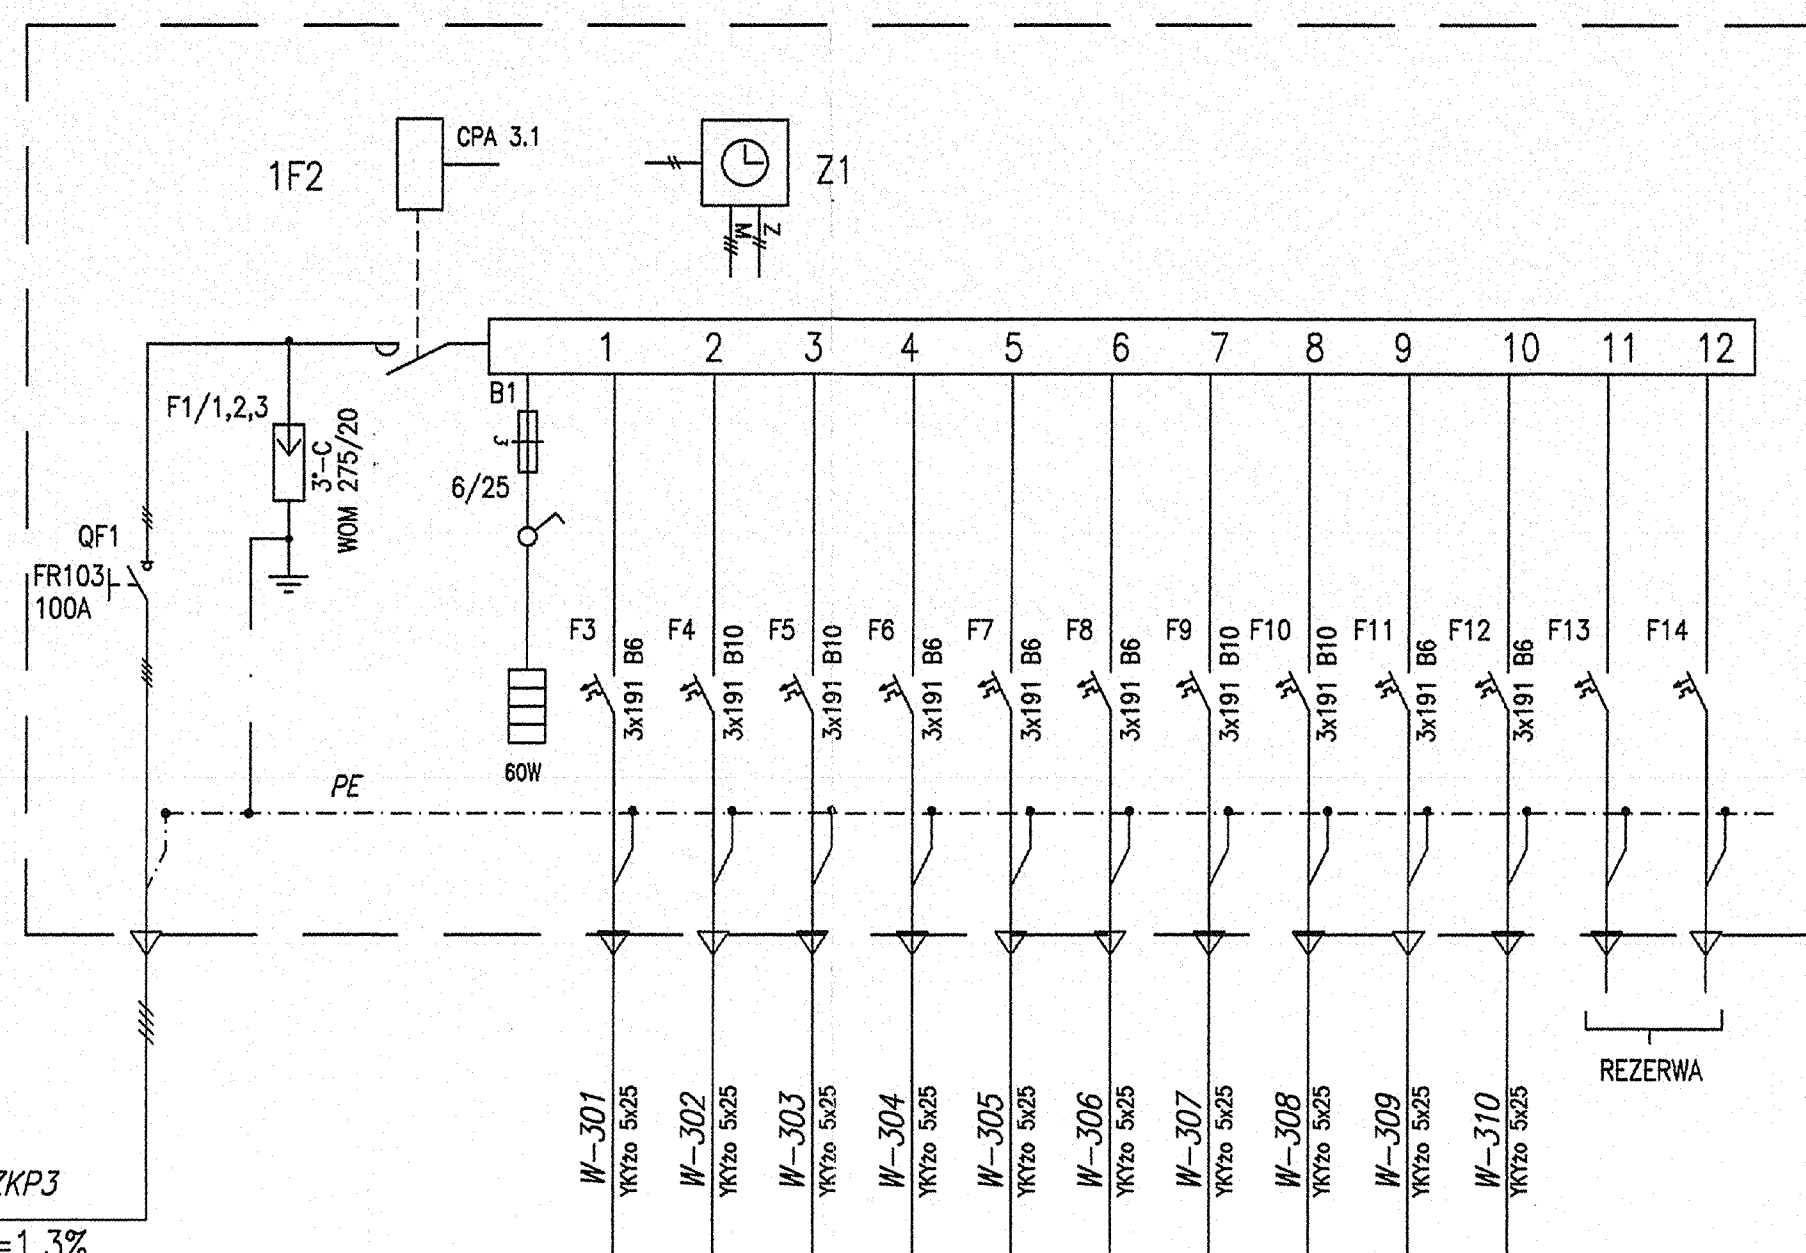 CPA 3.1
1F2
Z1
M
Z
1 2 3 4 5 6 7 8 9 10 11 12
B1
F1/1,2,3
3
6/25
3*-C
WOM 275/20
QF1
FR103
100A
F3 F4 F5 F6 F7 F8 F9 F10 F11 F12 F13 F14
3x191 B6
3x191 B10
3x191 B10
3x191 B6
3x191 B6
3x191 B6
3x191 B10
3x191 B10
3x191 B6
3x191 B6
60W
PE
REZERWA
W-301
YKYżo 5x25
W-302
YKYżo 5x25
W-303
YKYżo 5x25
W-304
YKYżo 5x25
W-305
YKYżo 5x25
W-306
YKYżo 5x25
W-307
YKYżo 5x25
W-308
YKYżo 5x25
W-309
YKYżo 5x25
W-310
YKYżo 5x25
ZKP3
=1,3%